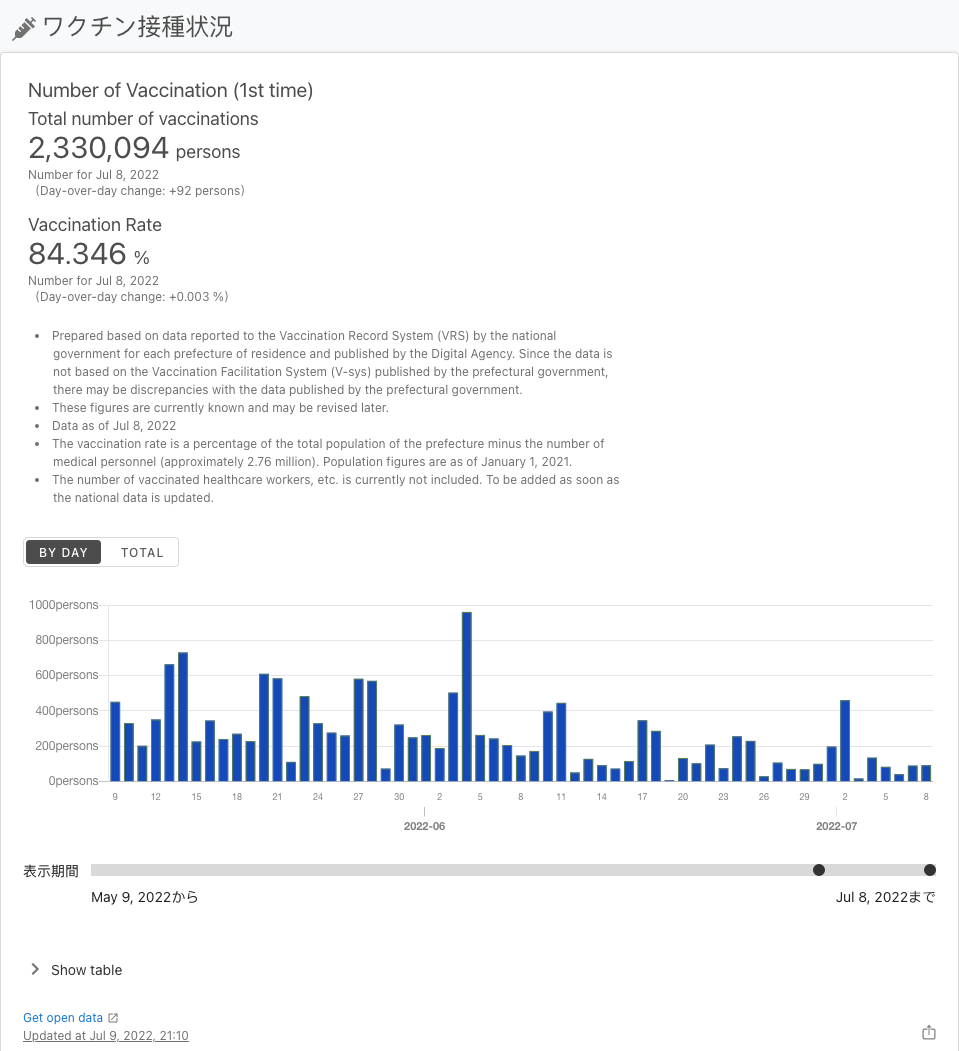 ワクチン接種状況
Number of Vaccination (1st time)
Total number of vaccinations
2,330,094 persons
Number for Jul 8, 2022
(Day-over-day change: +92 persons)
Vaccination Rate
84.346 %
Number for Jul 8, 2022
(Day-over-day change: +0.003 %)
• Prepared based on data reported to the Vaccination Record System (VRS) by the national
government for each prefecture of residence and published by the Digital Agency. Since the data is
not based on the Vaccination Facilitation System (V-sys) published by the prefectural government,
there may be discrepancies with the data published by the prefectural government.
• These figures are currently known and may be revised later.
• Data as of Jul 8, 2022
• The vaccination rate is a percentage of the total population of the prefecture minus the number of
medical personnel (approximately 2.76 million). Population figures are as of January 1, 2021.
• The number of vaccinated healthcare workers, etc. is currently not included. To be added as soon as
the national data is updated.
BY DAY TOTAL
1000persons
800persons
600persons
400persons
200persons
0persons
9 12 15 18 21 24 27 30 2 5 8 11 14 17 20 23 26 29 2 5 8
2022-06 2022-07
表示期間
May 9, 2022から Jul 8, 2022まで
Show table
Get open data
Updated at Jul 9, 2022, 21:10